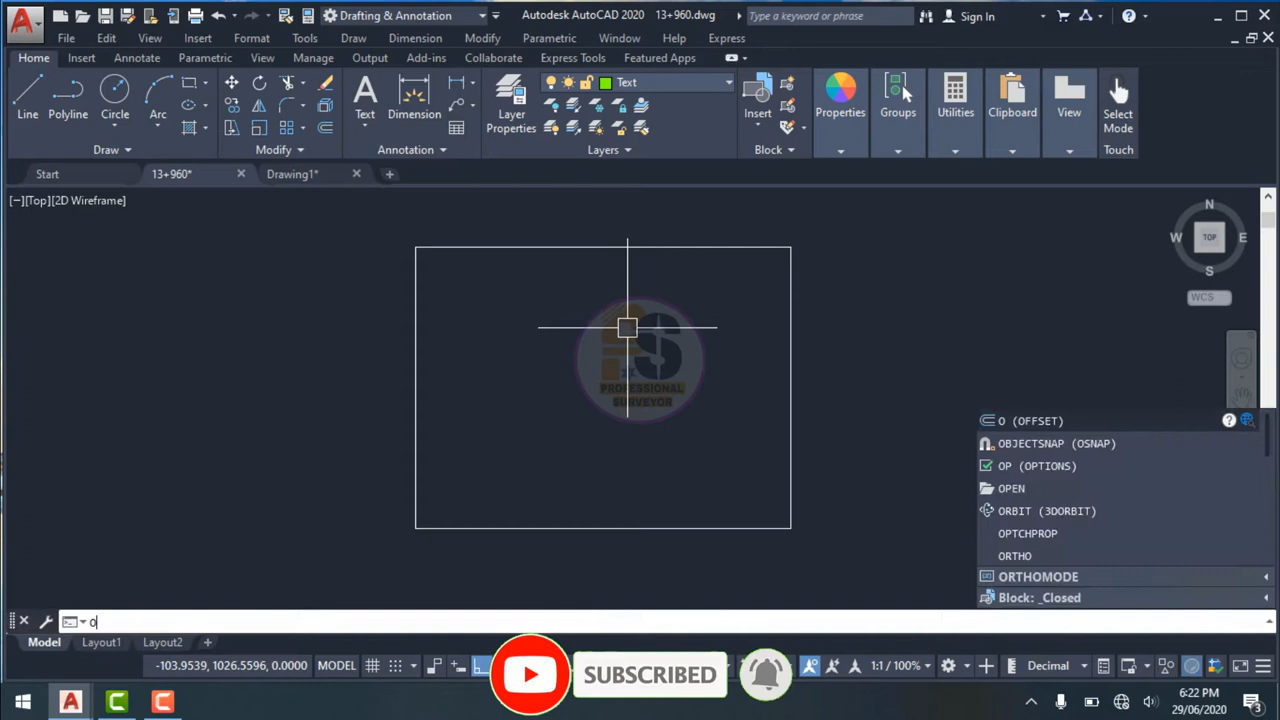 Drafting & Annotation
Autodesk AutoCAD 2020 13+960.dwg
Type a keyword or phrase
Sign In
File Edit View Insert Format Tools Draw Dimension Modify Parametric Window Help Express
Home Insert Annotate Parametric View Manage Output Add-ins Collaborate Express Tools Featured Apps
Line Polyline Circle Arc
Text Dimension
Layer Properties
Text
Insert
Properties Groups Utilities Clipboard View
Select Mode
Draw Modify Annotation Layers Block Touch
Start 13+960* Drawing1*
[−][Top][2D Wireframe]
N
W TOP E
S
WCS
PS
PROFESSIONAL
SURVEYOR
O (OFFSET)
OBJECTSNAP (OSNAP)
OP (OPTIONS)
OPEN
ORBIT (3DORBIT)
OPTCHPROP
ORTHO
ORTHOMODE
Block: _Closed
o
Model Layout1 Layout2
-103.9539, 1026.5596, 0.0000 MODEL
SUBSCRIBED
1:1 / 100%
Decimal
6:22 PM
29/06/2020
3